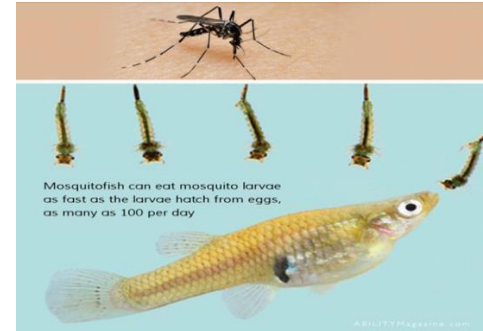 Mosquitofish can eat mosquito larvae
as fast as the larvae hatch from eggs,
as many as 100 per day
ABILITYMagazine.com